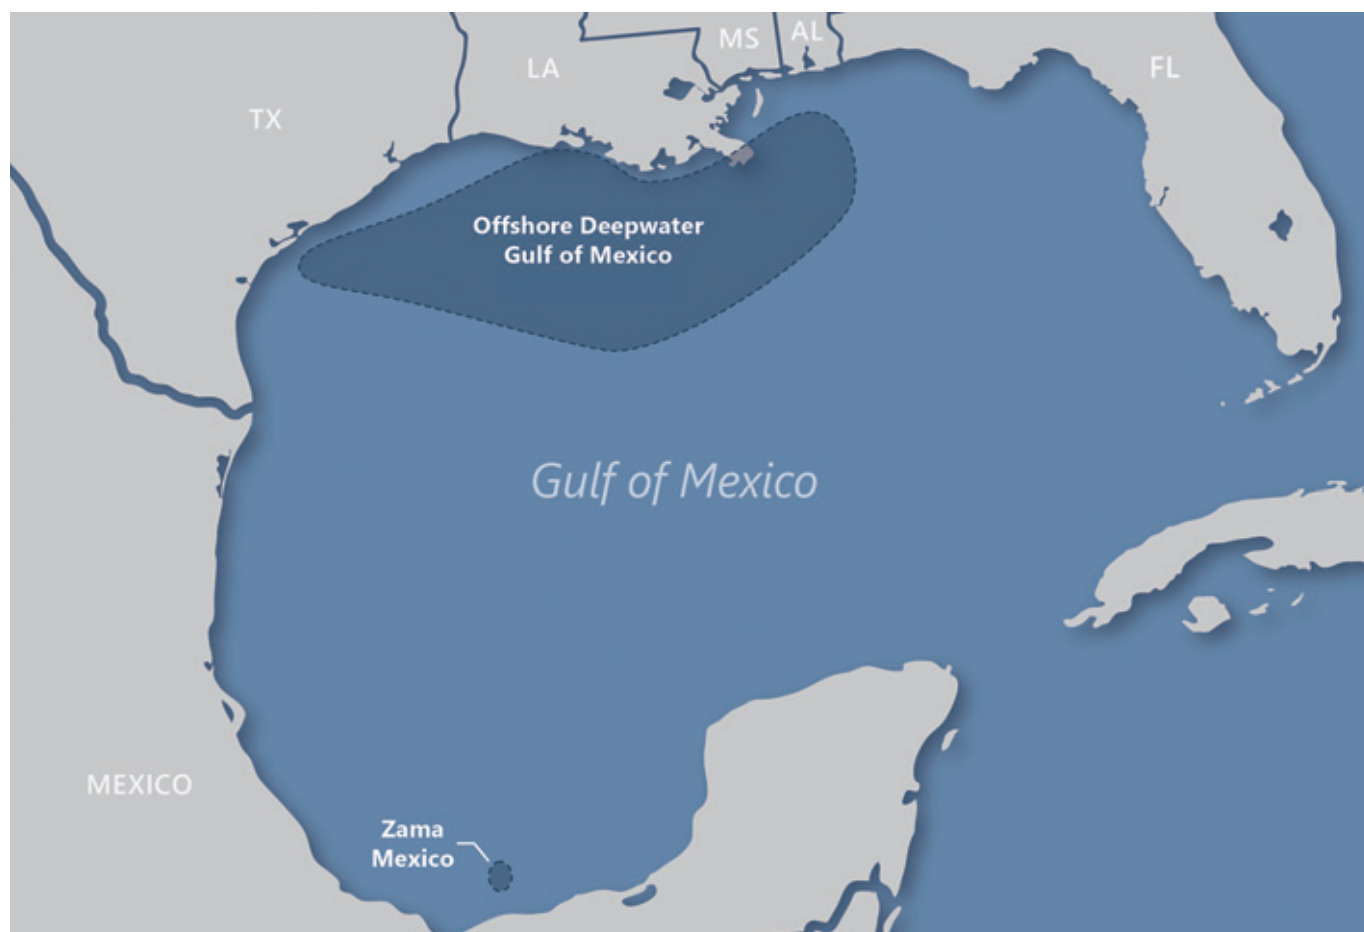 MS
AL
LA
FL
TX
Offshore Deepwater
Gulf of Mexico
Gulf of Mexico
MEXICO
Zama
Mexico